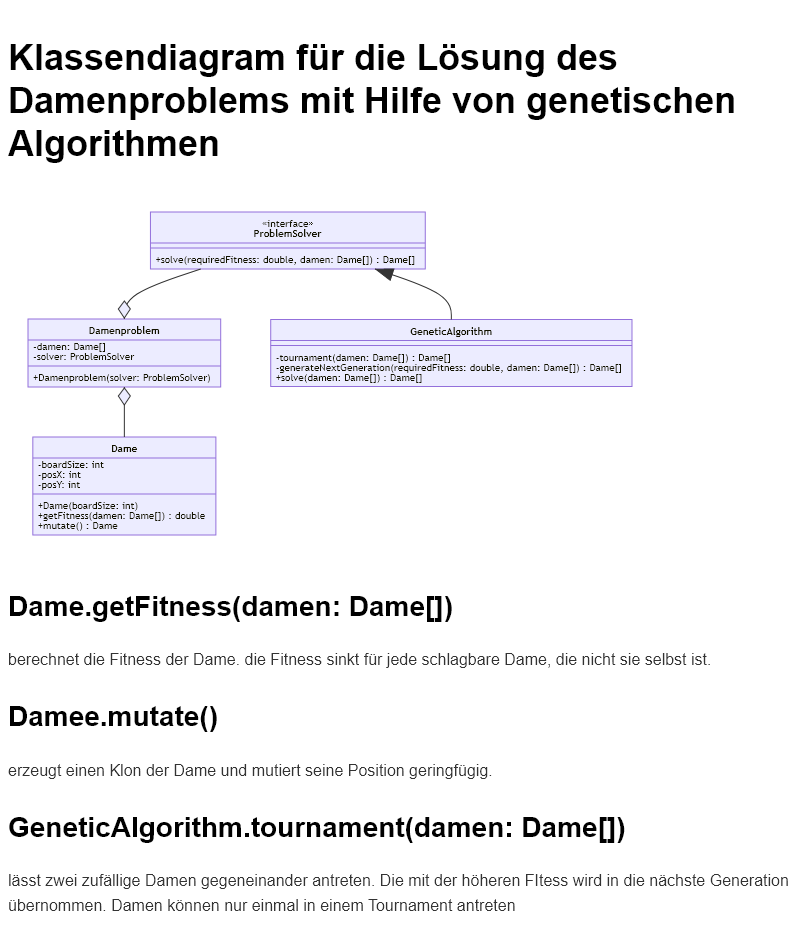 Klassendiagram für die Lösung des
Damenproblems mit Hilfe von genetischen
Algorithmen
«interface»
ProblemSolver
+solve(requiredFitness: double, damen: Dame[]) : Dame[]
Damenproblem
-damen: Dame[]
-solver: ProblemSolver
+Damenproblem(solver: ProblemSolver)
GeneticAlgorithm
-tournament(damen: Dame[]) : Dame[]
-generateNextGeneration(requiredFitness: double, damen: Dame[]) : Dame[]
+solve(damen: Dame[]) : Dame[]
Dame
-boardSize: int
-posX: int
-posY: int
+Dame(boardSize: int)
+getFitness(damen: Dame[]) : double
+mutate() : Dame
Dame.getFitness(damen: Dame[])
berechnet die Fitness der Dame. die Fitness sinkt für jede schlagbare Dame, die nicht sie selbst ist.
Damee.mutate()
erzeugt einen Klon der Dame und mutiert seine Position geringfügig.
GeneticAlgorithm.tournament(damen: Dame[])
lässt zwei zufällige Damen gegeneinander antreten. Die mit der höheren FItess wird in die nächste Generation
übernommen. Damen können nur einmal in einem Tournament antreten